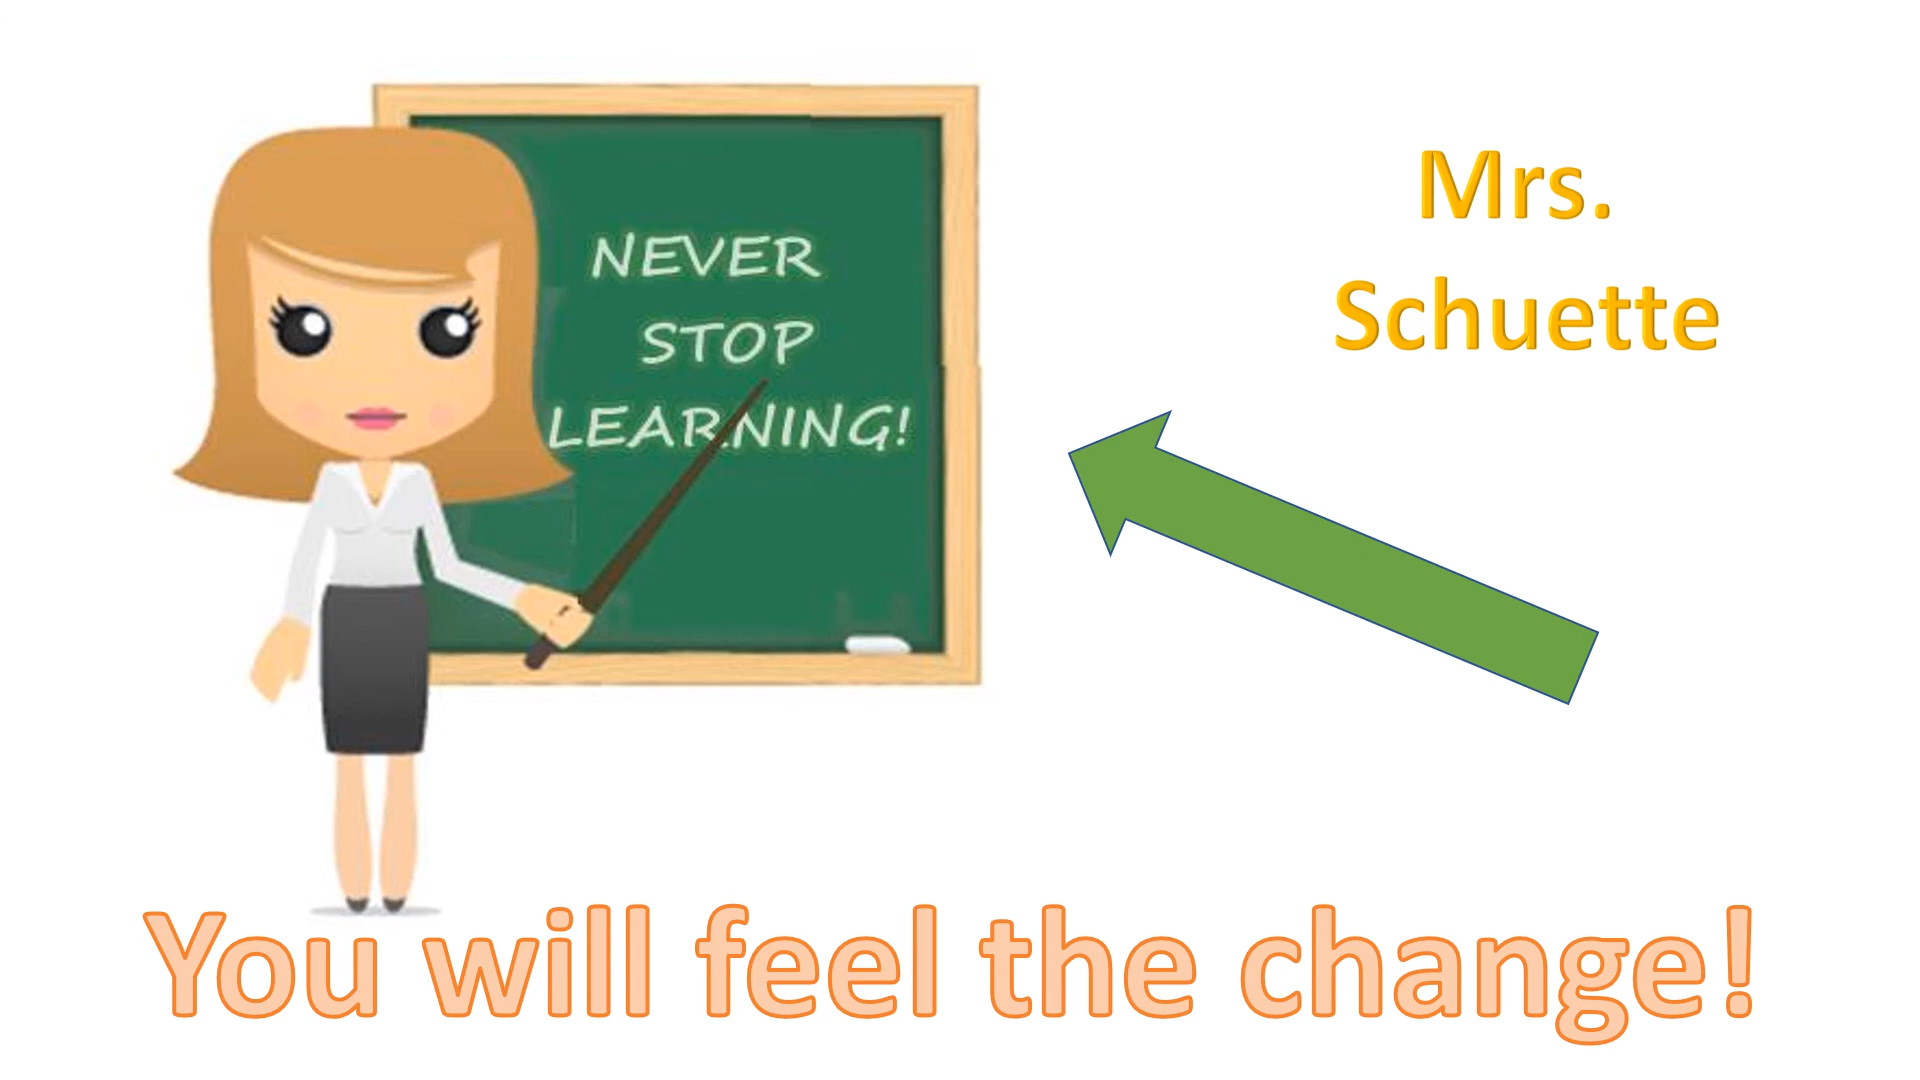 NEVER
STOP
LEARNING!
Mrs.
Schuette
You will feel the change!